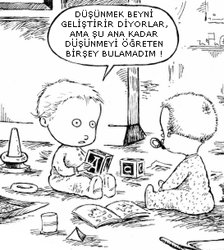 DÜŞÜNMEK BEYNİ
GELİŞTİRİR DİYORLAR,
AMA ŞU ANA KADAR
DÜŞÜNMEYİ ÖĞRETEN
BİRŞEY BULAMADIM !